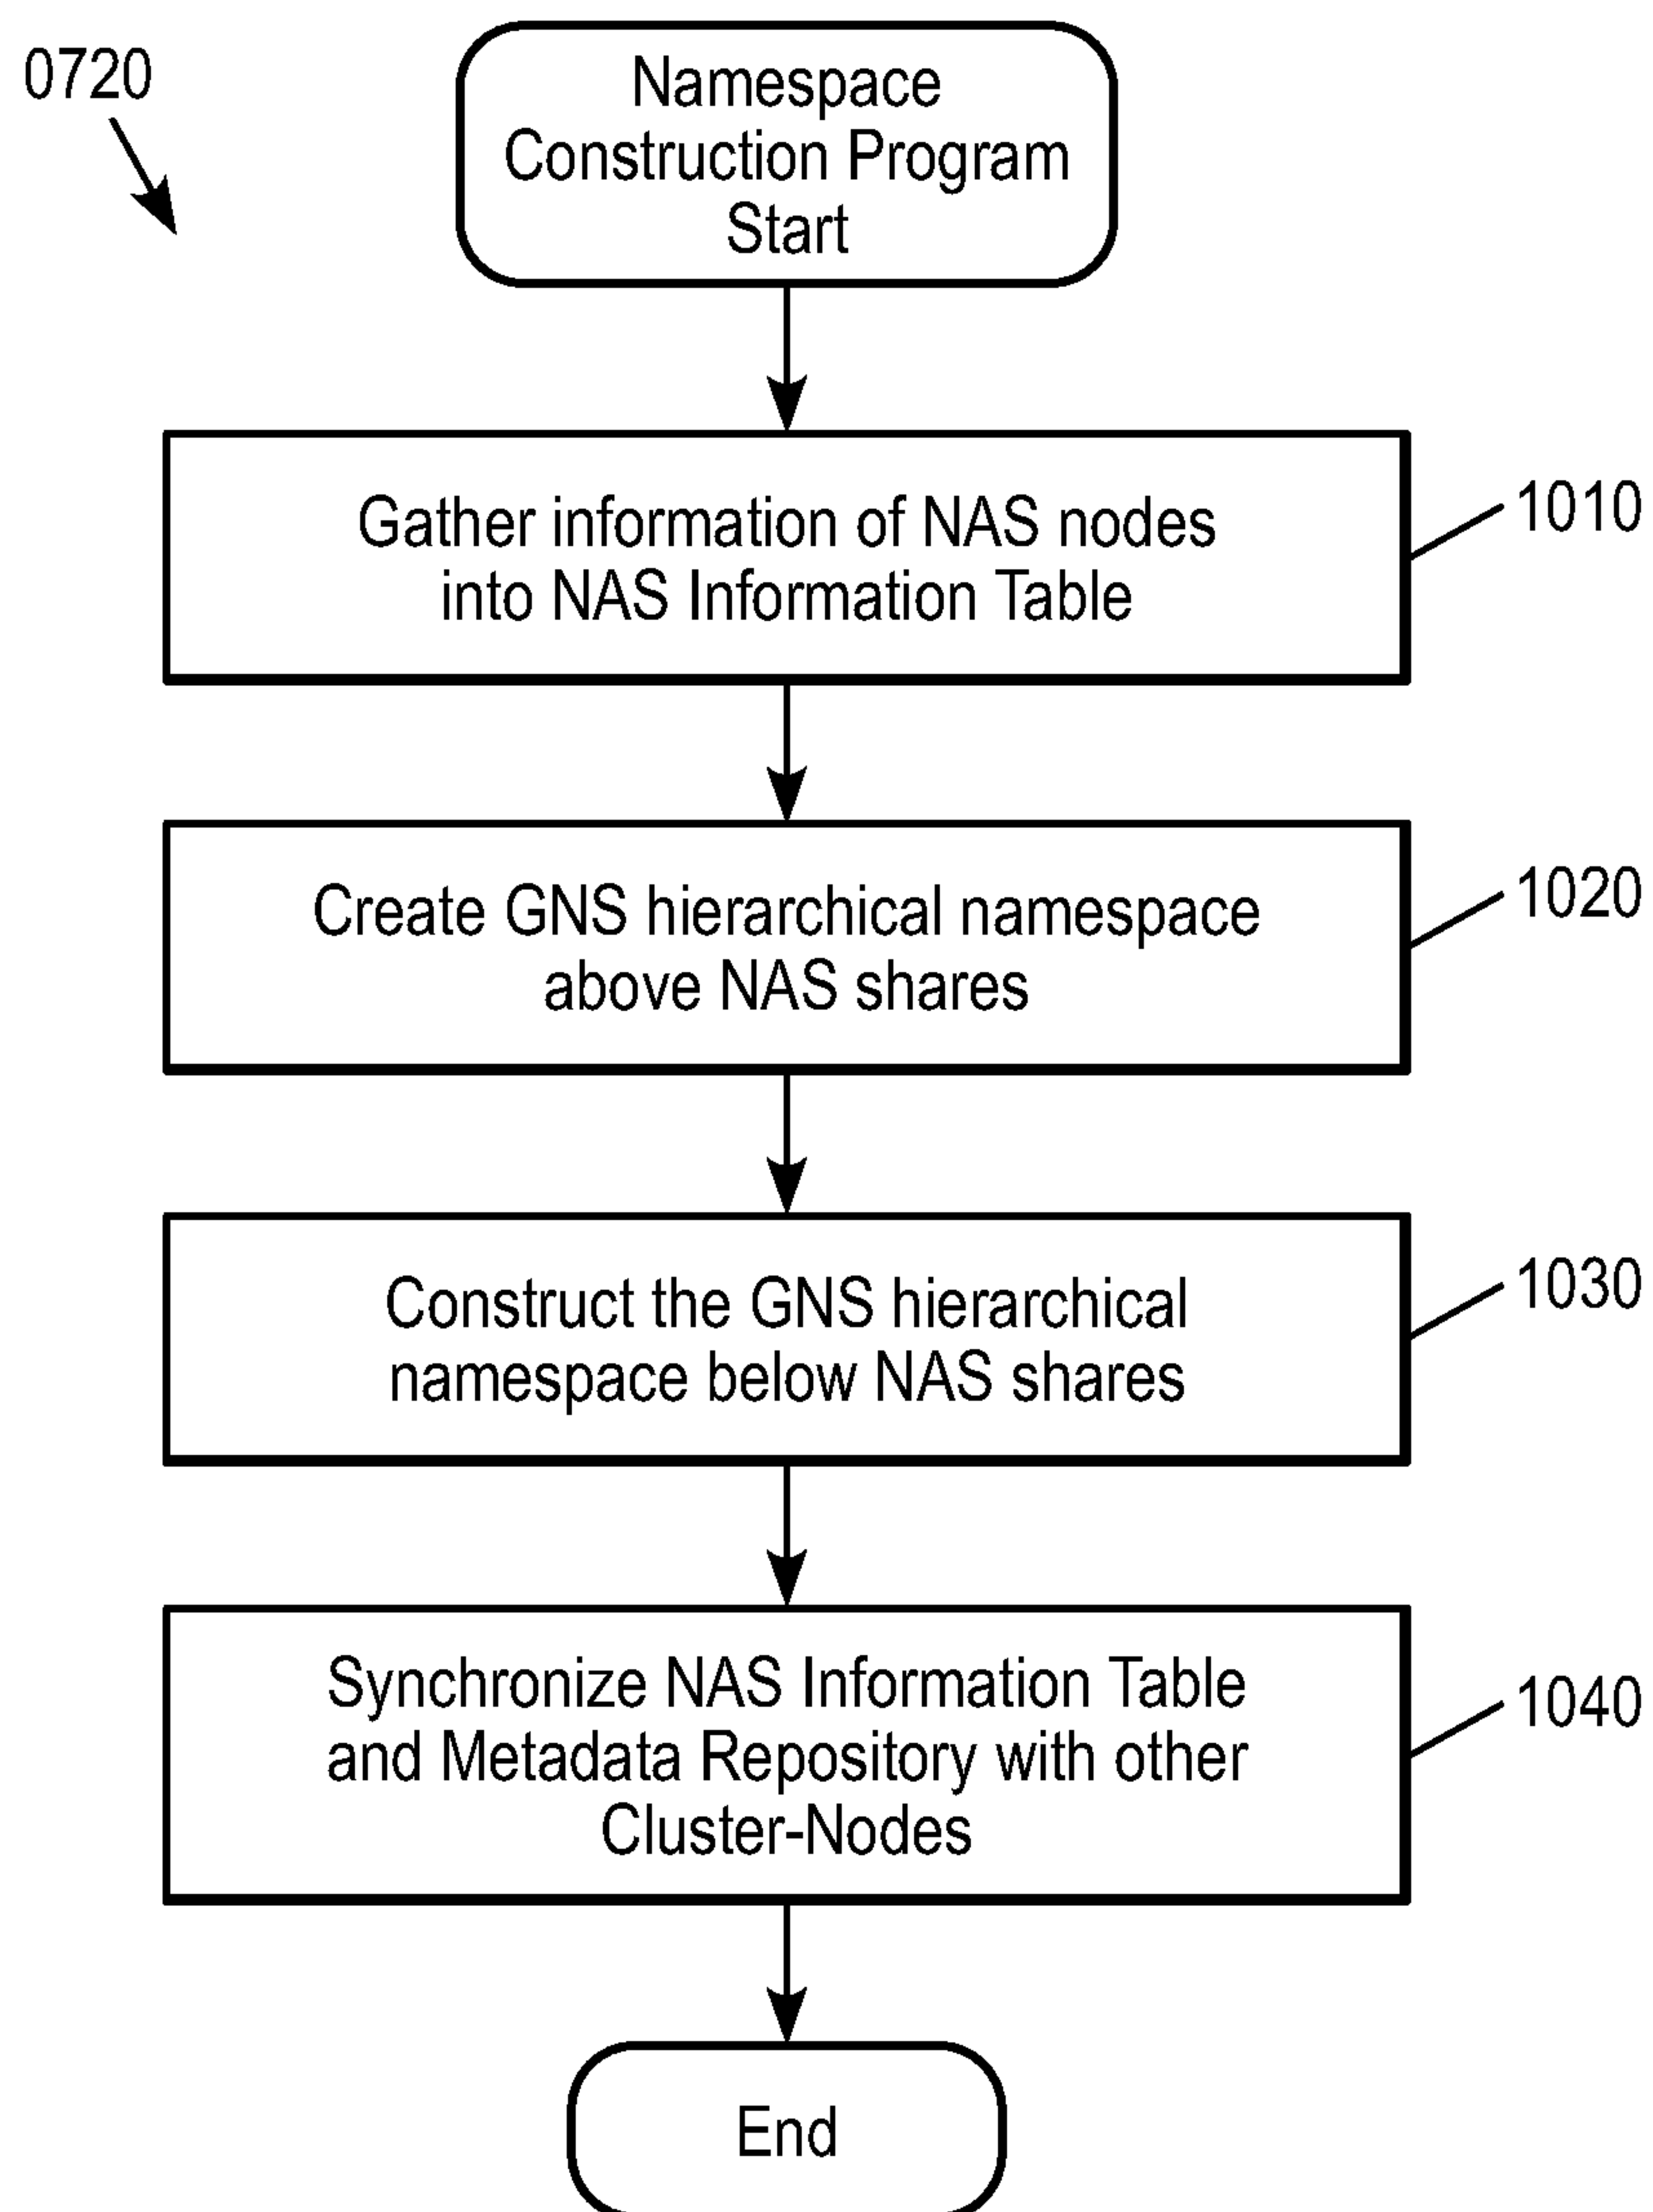 0720
Namespace
Construction Program
Start
Gather information of NAS nodes
into NAS Information Table
1010
Create GNS hierarchical namespace
above NAS shares
1020
Construct the GNS hierarchical
namespace below NAS shares
1030
Synchronize NAS Information Table
and Metadata Repository with other
Cluster-Nodes
1040
End